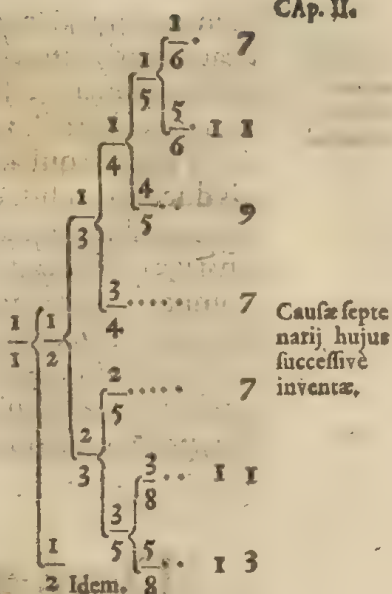 CAp. II.
1/6 7
1/5
5/6 11
1/4
4/5 9
1/3
3/4 7
Causæ septe
narij hujus
successivè
inventæ.
1/1 1/2
2/5 7
2/3
3/8 11
3/5
5/8 13
1/2 Idem.